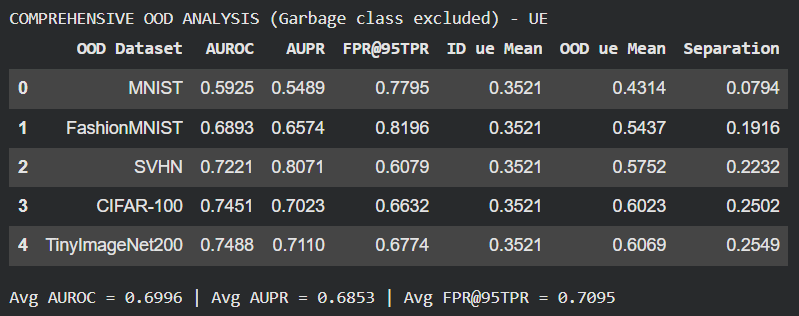 COMPREHENSIVE OOD ANALYSIS (Garbage class excluded) - UE
OOD Dataset AUROC AUPR FPR@95TPR ID ue Mean OOD ue Mean Separation
0 MNIST 0.5925 0.5489 0.7795 0.3521 0.4314 0.0794
1 FashionMNIST 0.6893 0.6574 0.8196 0.3521 0.5437 0.1916
2 SVHN 0.7221 0.8071 0.6079 0.3521 0.5752 0.2232
3 CIFAR-100 0.7451 0.7023 0.6632 0.3521 0.6023 0.2502
4 TinyImageNet200 0.7488 0.7110 0.6774 0.3521 0.6069 0.2549
Avg AUROC = 0.6996 | Avg AUPR = 0.6853 | Avg FPR@95TPR = 0.7095